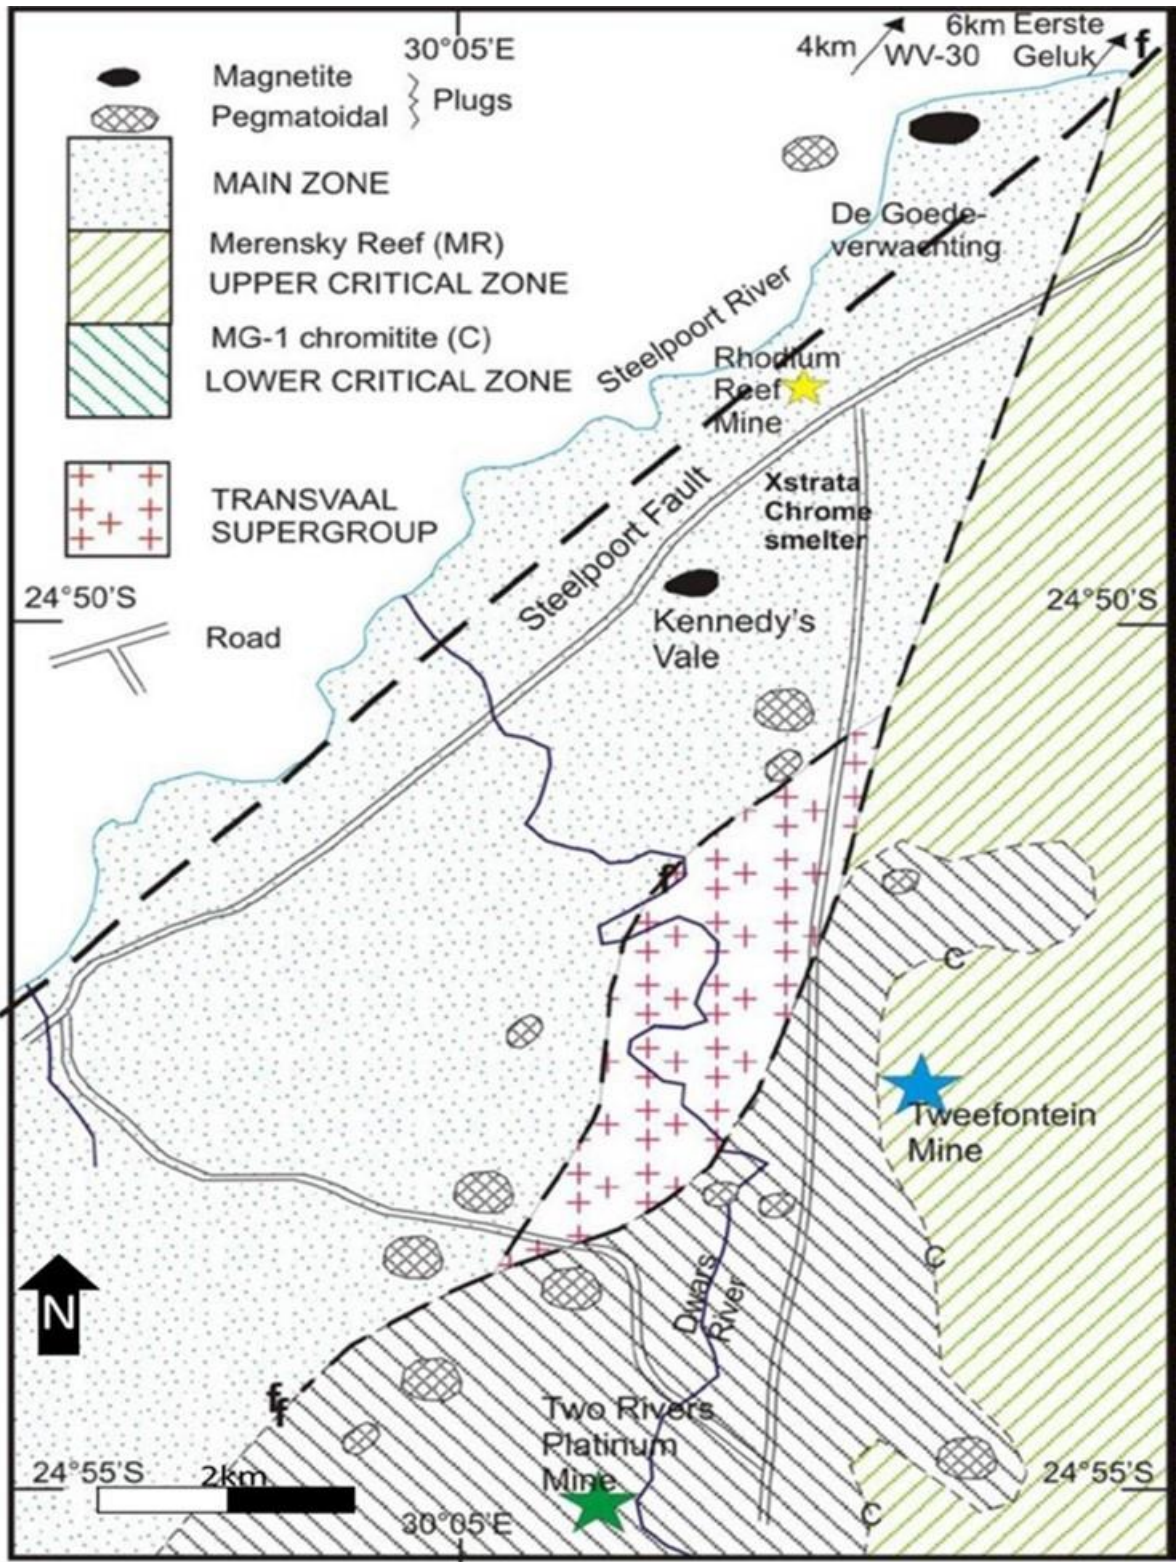 30°05'E
4km
WV-30
6km Eerste
Geluk
f
Magnetite
Pegmatoidal
Plugs
MAIN ZONE
Merensky Reef (MR)
UPPER CRITICAL ZONE
MG-1 chromitite (C)
LOWER CRITICAL ZONE
TRANSVAAL
SUPERGROUP
De Goede-
verwachting
Steelpoort River
Rhodium
Reef
Mine
Steelpoort Fault
Xstrata
Chrome
smelter
24°50'S
24°50'S
Road
Kennedy's
Vale
f
C
Tweefontein
Mine
C
Dwars
River
N
f
f
Two Rivers
Platinum
Mine
24°55'S
2km
24°55'S
C
30°05'E